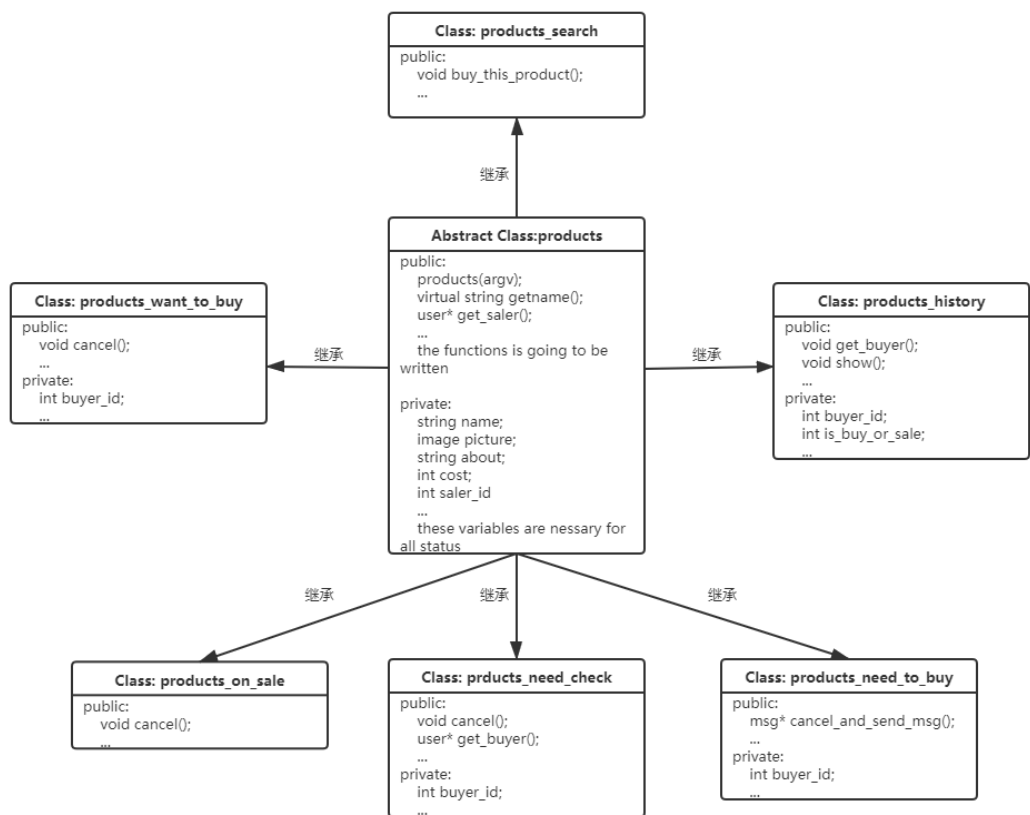 Class: products_search
public:
void buy_this_product();
...
继承
Abstract Class:products
public:
products(argv);
virtual string getname();
user* get_saler();
...
the functions is going to be
written
private:
string name;
image picture;
string about;
int cost;
int saler_id
...
these variables are nessary for
all status
Class: products_want_to_buy
public:
void cancel();
...
private:
int buyer_id;
...
继承
继承
Class: products_history
public:
void get_buyer();
void show();
...
private:
int buyer_id;
int is_buy_or_sale;
...
继承
继承
继承
Class: products_on_sale
public:
void cancel();
...
Class: prducts_need_check
public:
void cancel();
user* get_buyer();
...
private:
int buyer_id;
...
Class: products_need_to_buy
public:
msg* cancel_and_send_msg();
...
private:
int buyer_id;
...